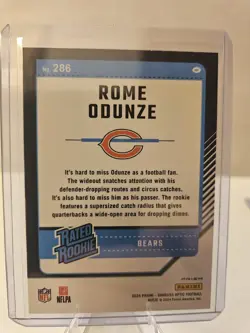 No. 286
ROME
ODUNZE
It's hard to miss Odunze as a football fan.
The wideout snatches attention with his
defender-dropping routes and circus catches.
It's also hard to miss him as his passer. The rookie
features a supersized catch radius that gives
quarterbacks a wide-open area for dropping dimes.
RATED
ROOKIE
BEARS
NFL
NFLPA
PANINI